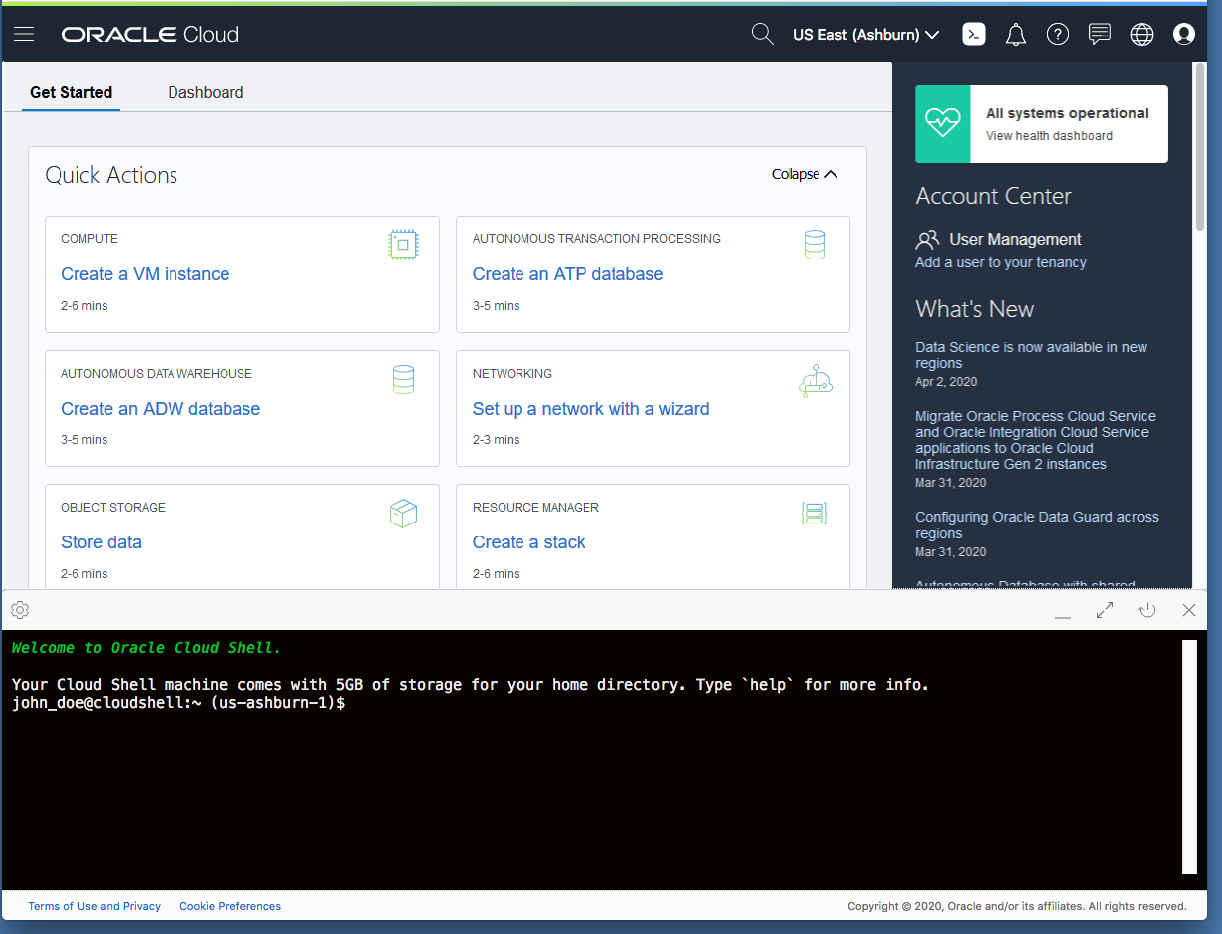 ORACLE Cloud
US East (Ashburn)
Get Started
Dashboard
Quick Actions
Colapse
COMPUTE
Create a VM instance
2-6 mins
AUTONOMOUS TRANSACTION PROCESSING
Create an ATP database
3-5 mins
AUTONOMOUS DATA WAREHOUSE
Create an ADW database
3-5 mins
NETWORKING
Set up a network with a wizard
2-3 mins
OBJECT STORAGE
Store data
2-6 mins
RESOURCE MANAGER
Create a stack
2-6 mins
All systems operational
View health dashboard
Account Center
User Management
Add a user to your tenancy
What's New
Data Science is now available in new
regions
Apr 2, 2020
Migrate Oracle Process Cloud Service
and Oracle Integration Cloud Service
applications to Oracle Cloud
Infrastructure Gen 2 instances
Mar 31, 2020
Configuring Oracle Data Guard across
regions
Mar 31, 2020
Autonomous Database with shared
Welcome to Oracle Cloud Shell.
Your Cloud Shell machine comes with 5GB of storage for your home directory. Type `help` for more info.
john_doe@cloudshell:~ (us-ashburn-1)$
Terms of Use and Privacy
Cookie Preferences
Copyright © 2020, Oracle and/or its affiliates. All rights reserved.